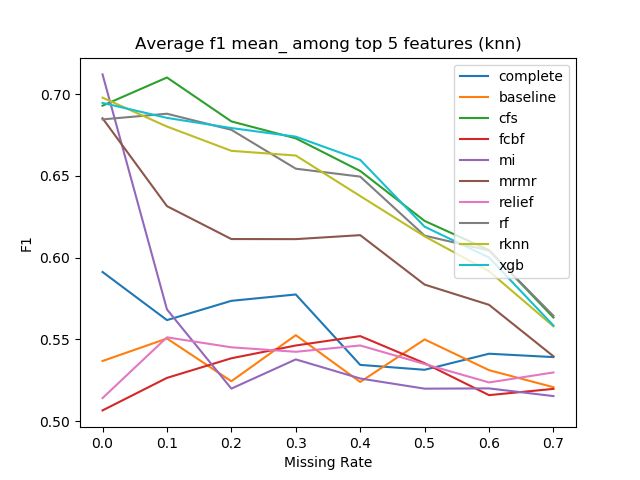 Average f1 mean_ among top 5 features (knn)
F1
0.70
0.65
0.60
0.55
0.50
complete
baseline
cfs
fcbf
mi
mrmr
relief
rf
rknn
xgb
0.0 0.1 0.2 0.3 0.4 0.5 0.6 0.7
Missing Rate